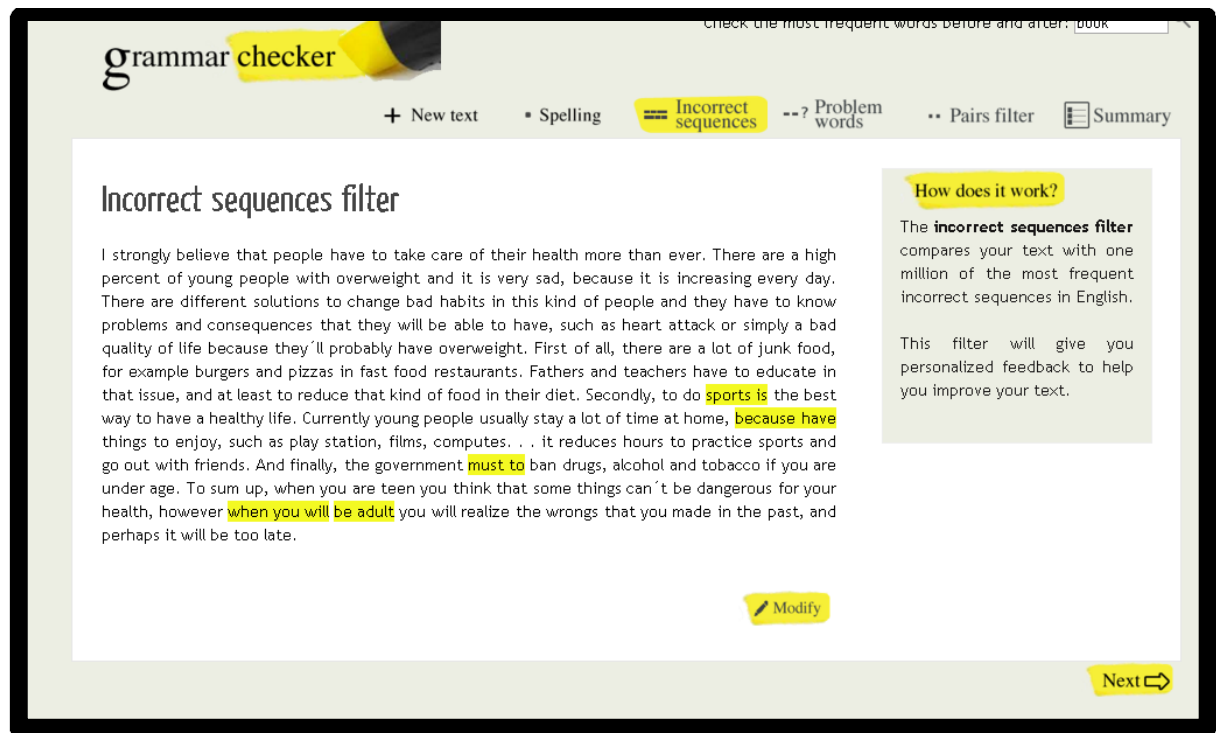 Check the most frequent words before and after: book
grammar checker
+ New text
▪ Spelling
Incorrect sequences
--? Problem words
·· Pairs filter
Summary
Incorrect sequences filter
I strongly believe that people have to take care of their health more than ever. There are a high
percent of young people with overweight and it is very sad, because it is increasing every day.
There are different solutions to change bad habits in this kind of people and they have to know
problems and consequences that they will be able to have, such as heart attack or simply a bad
quality of life because they´ll probably have overweight. First of all, there are a lot of junk food,
for example burgers and pizzas in fast food restaurants. Fathers and teachers have to educate in
that issue, and at least to reduce that kind of food in their diet. Secondly, to do sports is the best
way to have a healthy life. Currently young people usually stay a lot of time at home, because have
things to enjoy, such as play station, films, computes. . . it reduces hours to practice sports and
go out with friends. And finally, the government must to ban drugs, alcohol and tobacco if you are
under age. To sum up, when you are teen you think that some things can´t be dangerous for your
health, however when you will be adult you will realize the wrongs that you made in the past, and
perhaps it will be too late.
Modify
How does it work?
The incorrect sequences filter
compares your text with one
million of the most frequent
incorrect sequences in English.
This filter will give you
personalized feedback to help
you improve your text.
Next